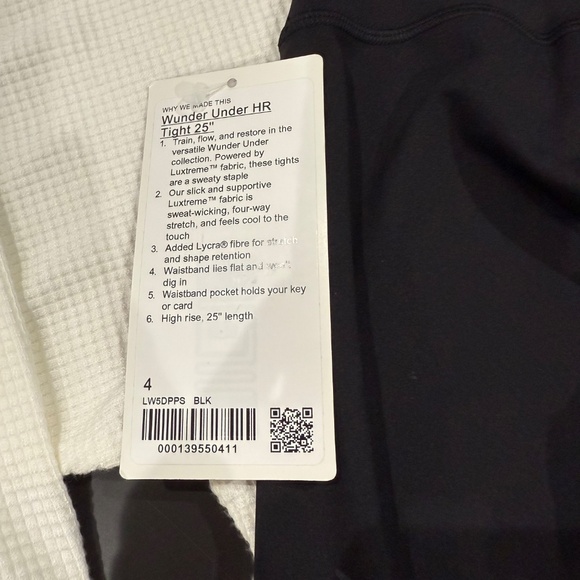 WHY WE MADE THIS
Wunder Under HR
Tight 25"
1. Train, flow, and restore in the
versatile Wunder Under
collection. Powered by
Luxtreme™ fabric, these tights
are a sweaty staple
2. Our slick and supportive
Luxtreme™ fabric is
sweat-wicking, four-way
stretch, and feels cool to the
touch
3. Added Lycra® fibre for stretch
and shape retention
4. Waistband lies flat and won't
dig in
5. Waistband pocket holds your key
or card
6. High rise, 25" length
4
LW5DPPS BLK
000139550411